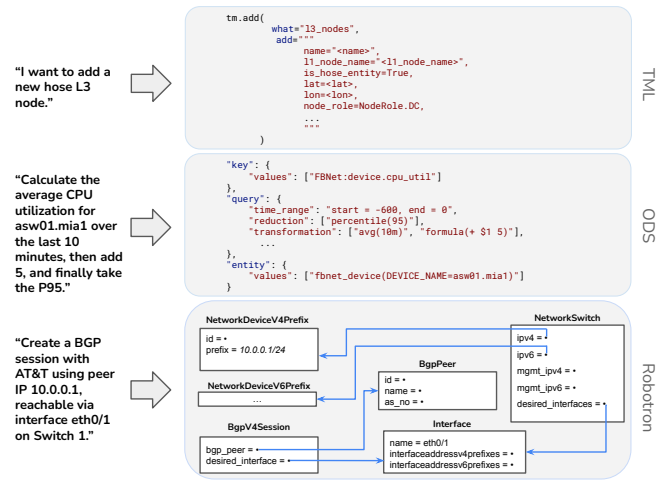 “I want to add a
new hose L3
node.”
tm.add(
what="l3_nodes",
add="""
name="<name>",
l1_node_name="<l1_node_name>",
is_hose_entity=True,
lat=<lat>,
lon=<lon>,
node_role=NodeRole.DC,
...
"""
)
TML
“Calculate the
average CPU
utilization for
asw01.mia1 over
the last 10
minutes, then add
5, and finally take
the P95.”
"key": {
"values": ["FBNet:device.cpu_util"]
},
"query": {
"time_range": "start = -600, end = 0",
"reduction": ["percentile(95)"],
"transformation": ["avg(10m)", "formula(+ $1 5)"],
...
},
"entity": {
"values": ["fbnet_device(DEVICE_NAME=asw01.mia1)"]
}
ODS
“Create a BGP
session with
AT&T using peer
IP 10.0.0.1,
reachable via
interface eth0/1
on Switch 1.”
NetworkDeviceV4Prefix
id = •
prefix = 10.0.0.1/24
NetworkDeviceV6Prefix
...
BgpV4Session
bgp_peer = •
desired_interface = •
BgpPeer
id = •
name = •
as_no = •
Interface
name = eth0/1
interfaceaddressv4prefixes = •
interfaceaddressv6prefixes = •
NetworkSwitch
ipv4 = •
ipv6 = •
mgmt_ipv4 = •
mgmt_ipv6 = •
desired_interfaces = •
Robotron